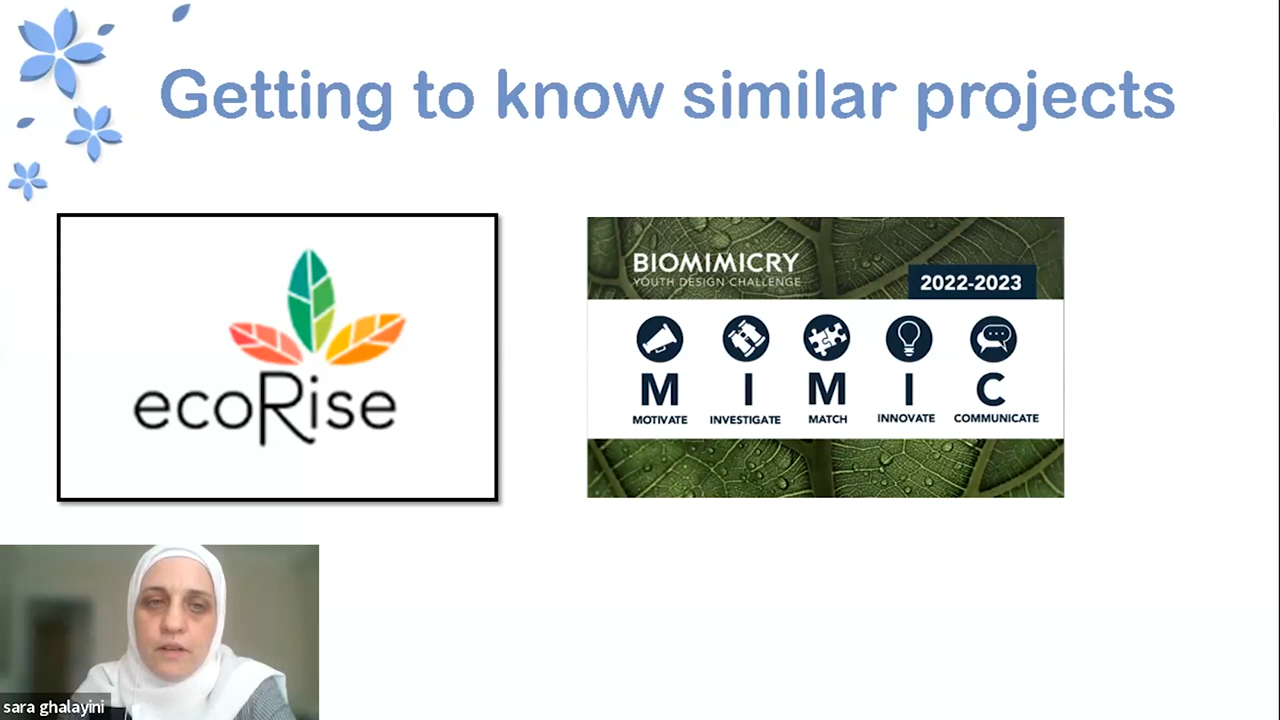 Getting to know similar projects
ecoRise
BIOMIMICRY
YOUTH DESIGN CHALLENGE
2022-2023
M I M I C
MOTIVATE INVESTIGATE MATCH INNOVATE COMMUNICATE
sara ghalayini